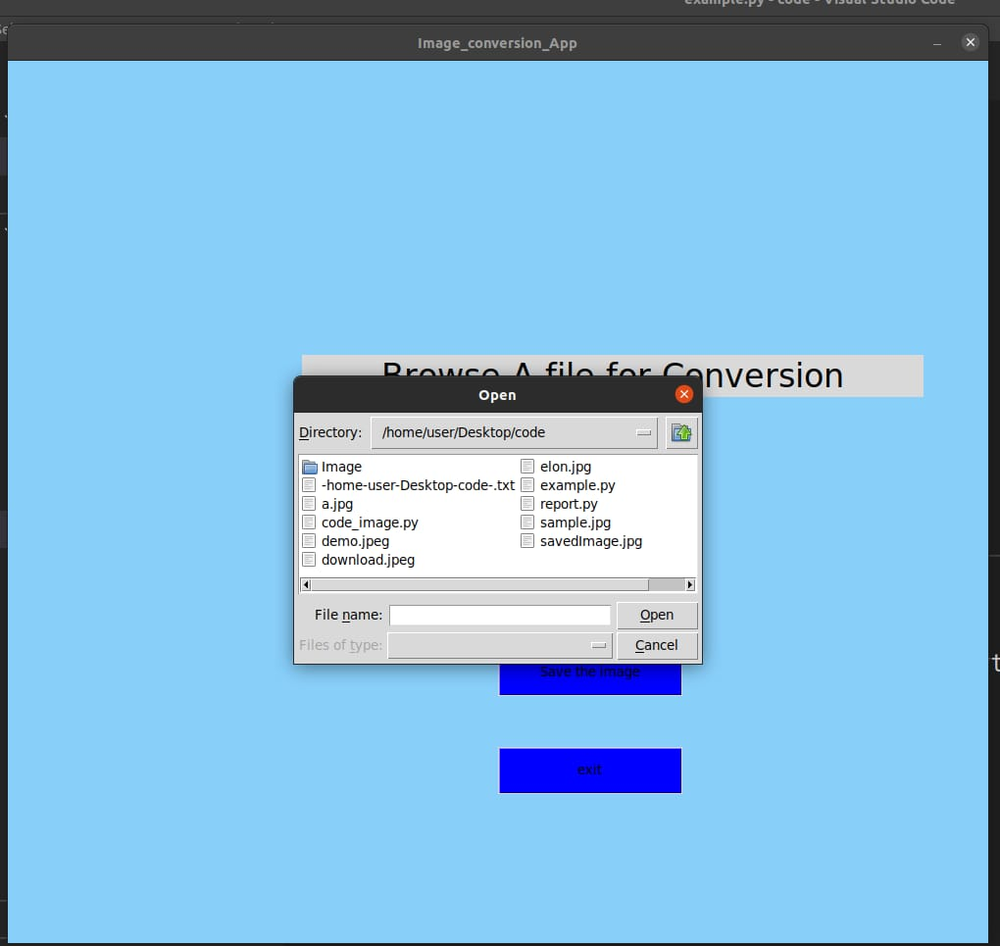 example.py - code - Visual Studio Code
Image_conversion_App
Browse A file for Conversion
Open
Directory: /home/user/Desktop/code
Image
-home-user-Desktop-code-.txt
a.jpg
code_image.py
demo.jpeg
download.jpeg
elon.jpg
example.py
report.py
sample.jpg
savedImage.jpg
File name:
Open
Files of type:
Cancel
Save the image
exit